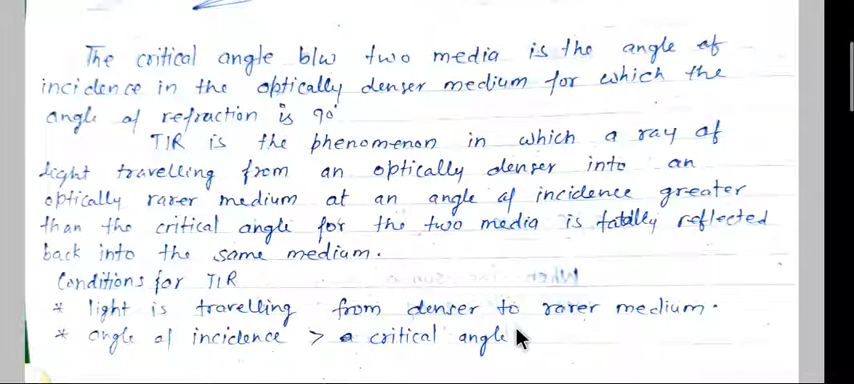 The critical angle b/w two media is the angle of
incidence in the optically denser medium for which the
angle of refraction is 90°
TIR is the phenomenon in which a ray of
light travelling from an optically denser into an
optically rarer medium at an angle of incidence greater
than the critical angle for the two media is totally reflected
back into the same medium.
Conditions for TIR
* light is travelling from denser to rarer medium.
* angle of incidence > critical angle